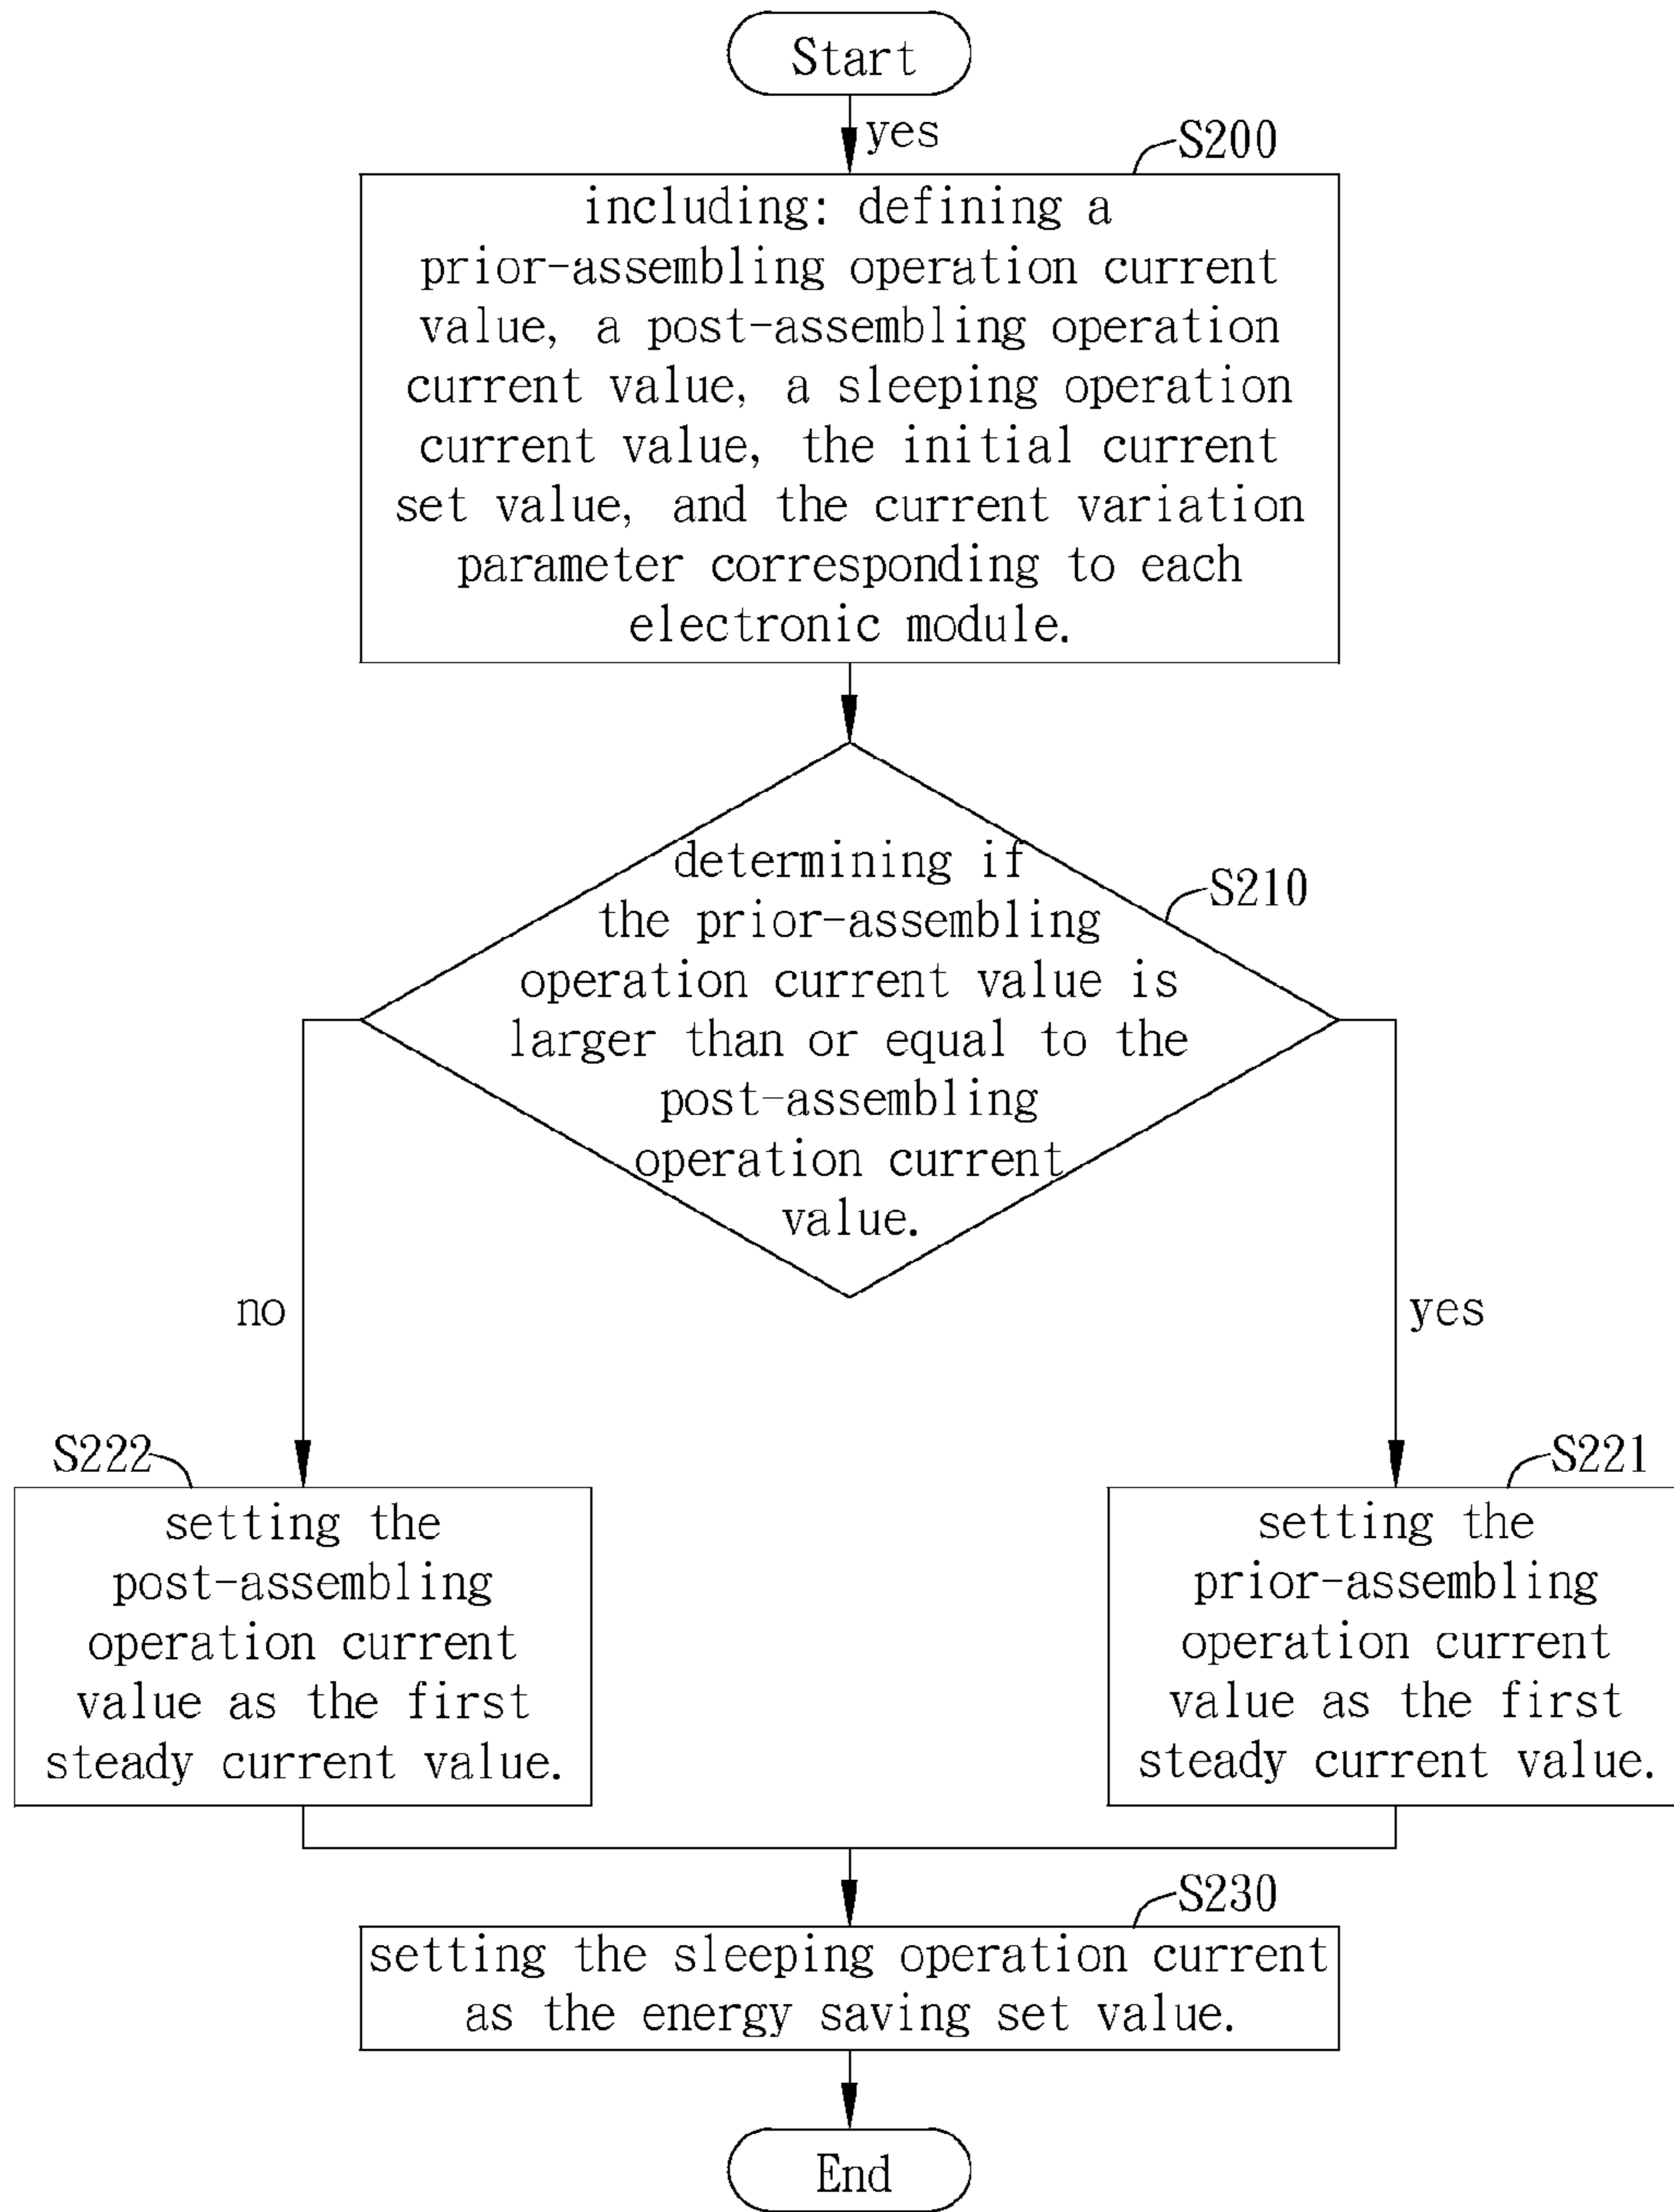 Start
yes
S200
including: defining a
prior-assembling operation current
value, a post-assembling operation
current value, a sleeping operation
current value, the initial current
set value, and the current variation
parameter corresponding to each
electronic module.
determining if
the prior-assembling
operation current value is
larger than or equal to the
post-assembling
operation current
value.
S210
no
yes
S222
setting the
post-assembling
operation current
value as the first
steady current value.
S221
setting the
prior-assembling
operation current
value as the first
steady current value.
S230
setting the sleeping operation current
as the energy saving set value.
End